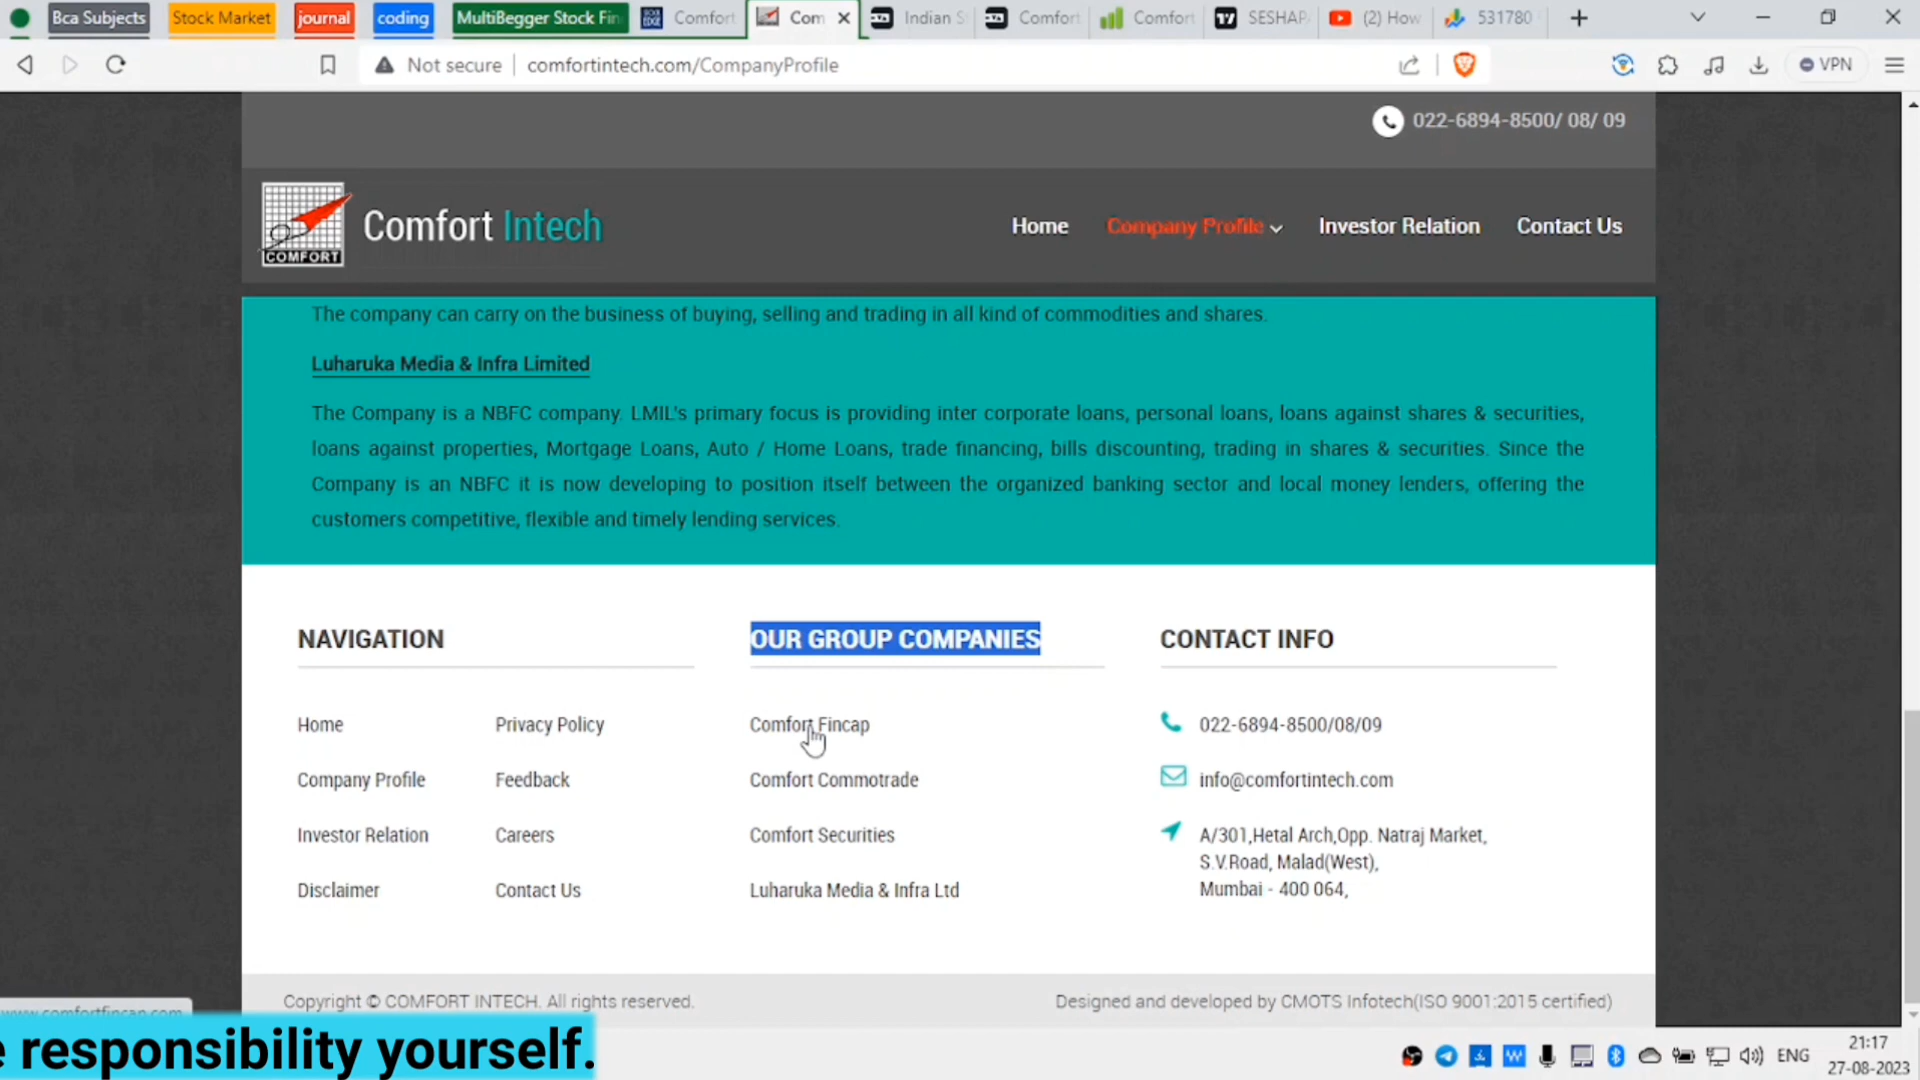 Bca Subjects
Stock Market
journal
coding
MultiBegger Stock Fin
Comfort
Com
Indian S
Comfort
Comfort
SESHAP
(2) How
531780
Not secure
comfortintech.com/CompanyProfile
VPN
022-6894-8500/ 08/ 09
COMFORT
Comfort Intech
Home
Company Profile
Investor Relation
Contact Us
The company can carry on the business of buying, selling and trading in all kind of commodities and shares.
Luharuka Media & Infra Limited
The Company is a NBFC company. LMIL's primary focus is providing inter corporate loans, personal loans, loans against shares & securities,
loans against properties, Mortgage Loans, Auto / Home Loans, trade financing, bills discounting, trading in shares & securities. Since the
Company is an NBFC it is now developing to position itself between the organized banking sector and local money lenders, offering the
customers competitive, flexible and timely lending services.
NAVIGATION
Home
Privacy Policy
Company Profile
Feedback
Investor Relation
Careers
Disclaimer
Contact Us
OUR GROUP COMPANIES
Comfort Fincap
Comfort Commotrade
Comfort Securities
Luharuka Media & Infra Ltd
CONTACT INFO
022-6894-8500/08/09
info@comfortintech.com
A/301,Hetal Arch,Opp. Natraj Market,
S.V.Road, Malad(West),
Mumbai - 400 064,
Copyright © COMFORT INTECH. All rights reserved.
Designed and developed by CMOTS Infotech(ISO 9001:2015 certified)
e responsibility yourself.
ENG
21:17
27-08-2023